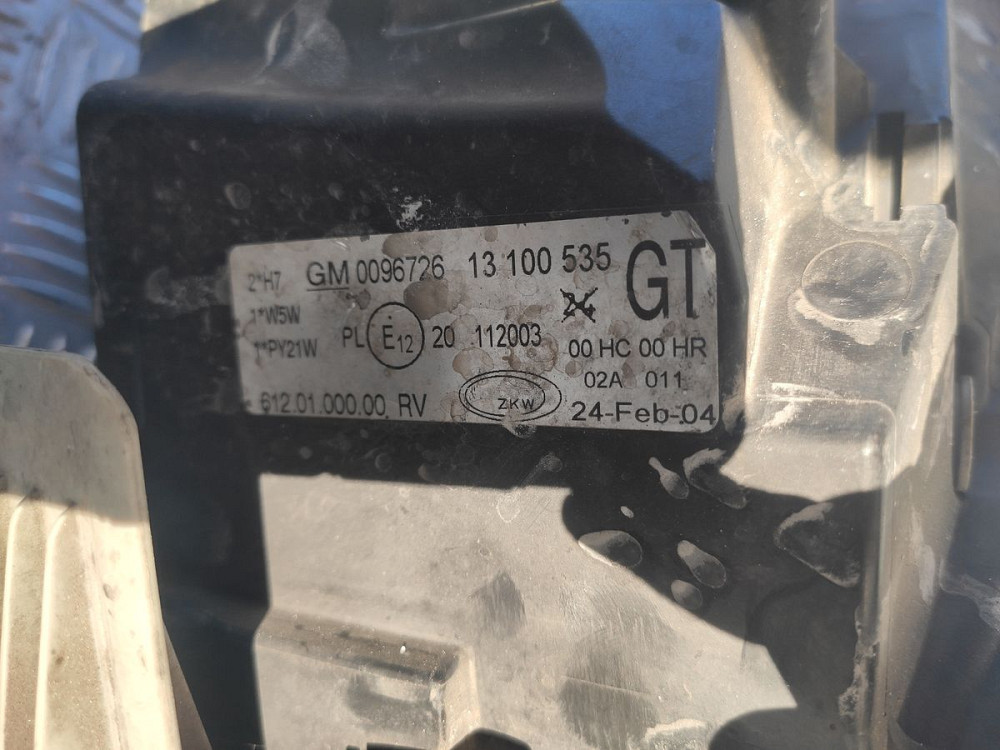 2*H7 GM 0096726 13 100 535 GT
1*W5W 24
1*PY21W PL E12 20 112003 00 HC 00 HR
02A 011
612.01.000.00 RV ZKW 24-Feb-04